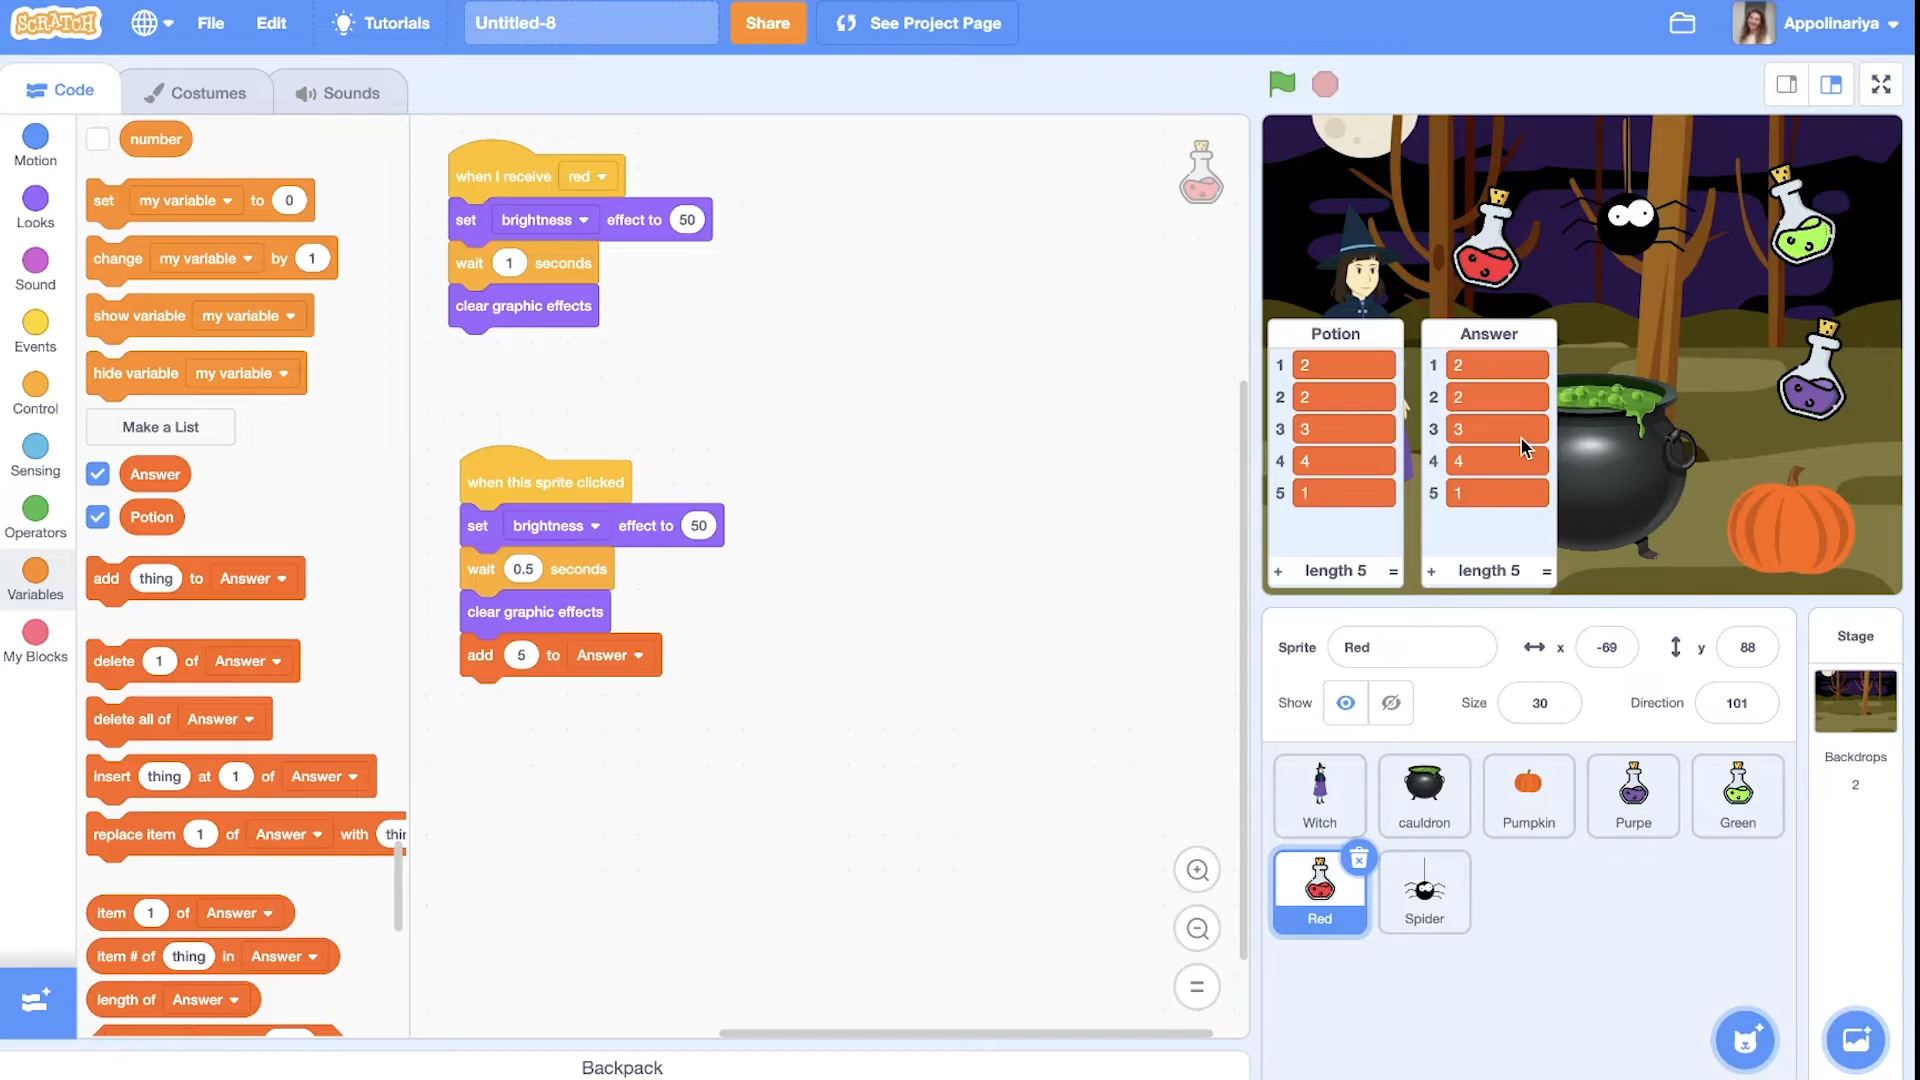 SCRATCH File Edit Tutorials Untitled-8 Share See Project Page Appolinariya
Code Costumes Sounds
Motion
Looks
Sound
Events
Control
Sensing
Operators
Variables
My Blocks
number
set my variable to 0
change my variable by 1
show variable my variable
hide variable my variable
Make a List
Answer
Potion
add thing to Answer
delete 1 of Answer
delete all of Answer
insert thing at 1 of Answer
replace item 1 of Answer with thir
item 1 of Answer
item # of thing in Answer
length of Answer
when I receive red
set brightness effect to 50
wait 1 seconds
clear graphic effects
when this sprite clicked
set brightness effect to 50
wait 0.5 seconds
clear graphic effects
add 5 to Answer
Backpack
Potion
1 2
2 2
3 3
4 4
5 1
+ length 5 =
Answer
1 2
2 2
3 3
4 4
5 1
+ length 5 =
Sprite Red x -69 y 88
Show Size 30 Direction 101
Witch cauldron Pumpkin Purpe Green
Red Spider
Stage
Backdrops
2